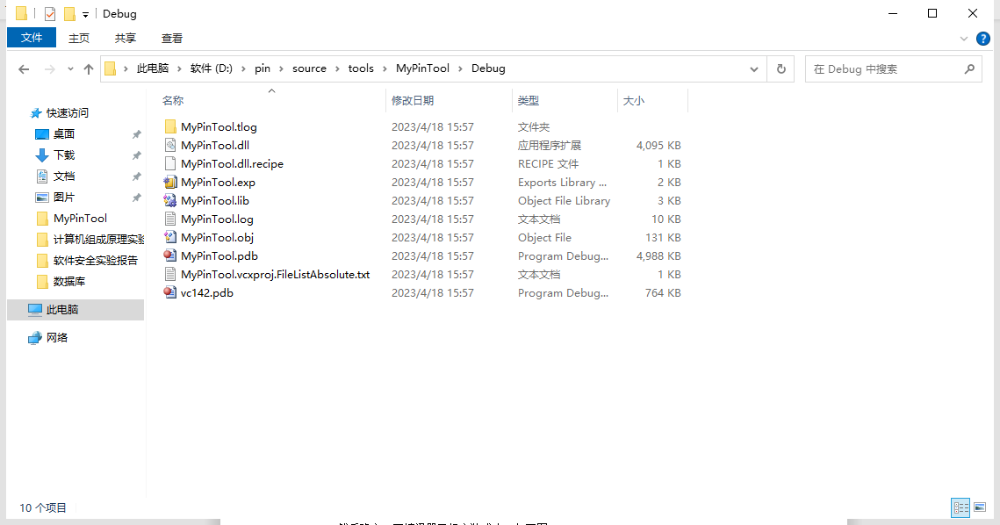 Debug
文件 主页 共享 查看
此电脑 软件 (D:) pin source tools MyPinTool Debug
在 Debug 中搜索
名称 修改日期 类型 大小
快速访问
桌面
下载
文档
图片
MyPinTool
计算机组成原理实验
软件安全实验报告
数据库
此电脑
网络
MyPinTool.tlog 2023/4/18 15:57 文件夹
MyPinTool.dll 2023/4/18 15:57 应用程序扩展 4,095 KB
MyPinTool.dll.recipe 2023/4/18 15:57 RECIPE 文件 1 KB
MyPinTool.exp 2023/4/18 15:57 Exports Library ... 2 KB
MyPinTool.lib 2023/4/18 15:57 Object File Library 3 KB
MyPinTool.log 2023/4/18 15:57 文本文档 10 KB
MyPinTool.obj 2023/4/18 15:57 Object File 131 KB
MyPinTool.pdb 2023/4/18 15:57 Program Debug... 4,988 KB
MyPinTool.vcxproj.FileListAbsolute.txt 2023/4/18 15:57 文本文档 1 KB
vc142.pdb 2023/4/18 15:57 Program Debug... 764 KB
10 个项目